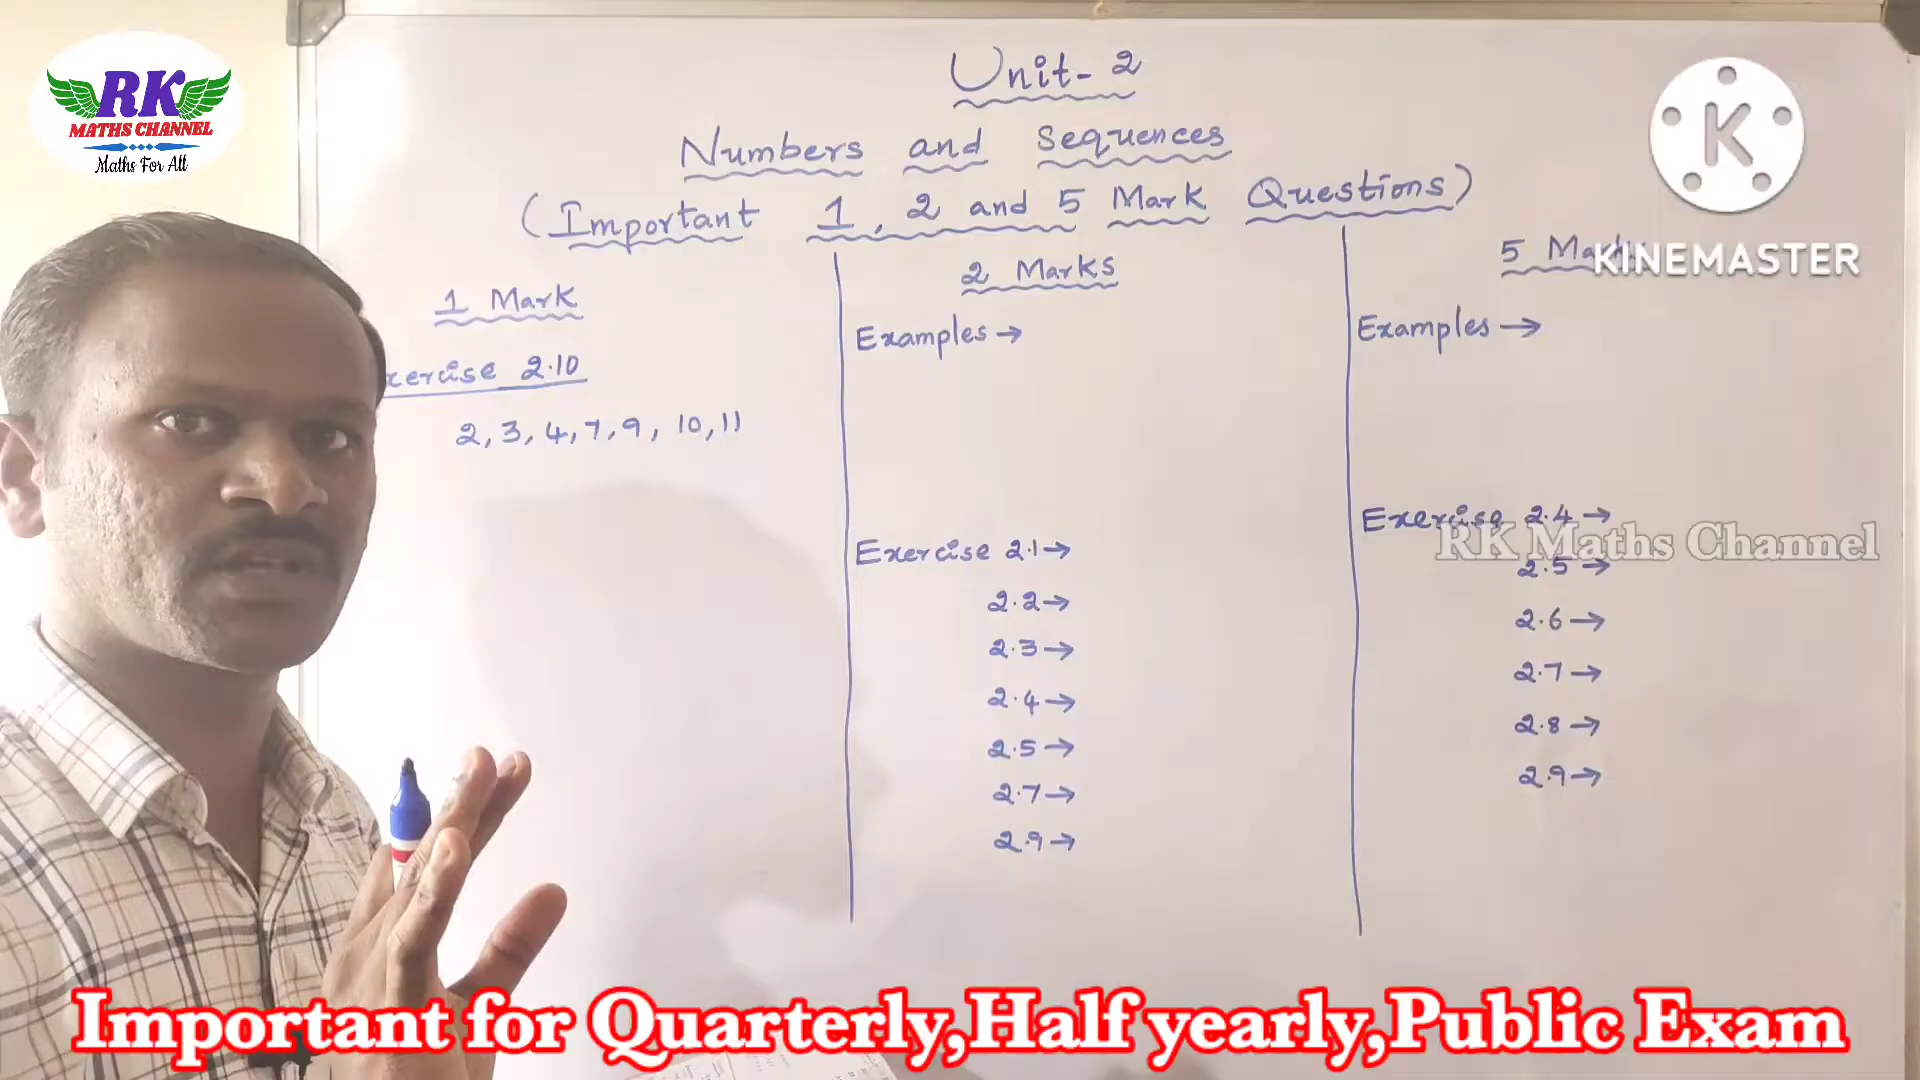 RK
MATHS CHANNEL
Maths For All
Unit-2
Numbers and Sequences
(Important 1, 2 and 5 Mark Questions)
1 Mark
xercise 2.10
2, 3, 4, 7, 9, 10, 11
2 Marks
Examples →
Exercise 2.1 →
2.2 →
2.3 →
2.4 →
2.5 →
2.7 →
2.9 →
5 Ma
Examples →
Exercise 2.4 →
2.5 →
2.6 →
2.7 →
2.8 →
2.9 →
K
KINEMASTER
RK Maths Channel
Important for Quarterly,Half yearly,Public Exam